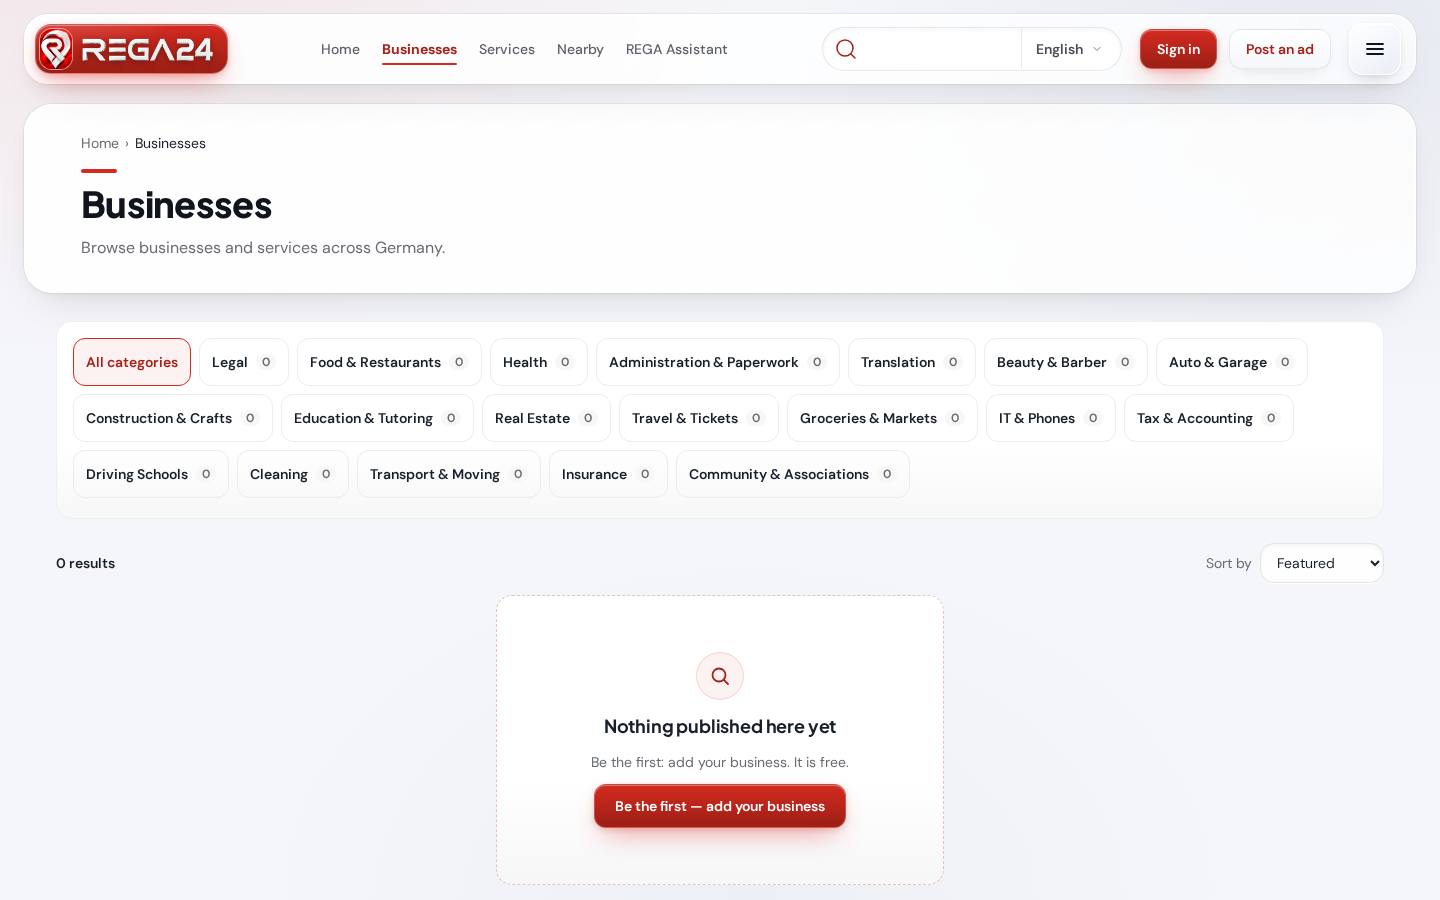 REGA24
Home Businesses Services Nearby REGA Assistant English Sign in Post an ad
Home › Businesses
Businesses
Browse businesses and services across Germany.
All categories Legal 0 Food & Restaurants 0 Health 0 Administration & Paperwork 0 Translation 0 Beauty & Barber 0 Auto & Garage 0
Construction & Crafts 0 Education & Tutoring 0 Real Estate 0 Travel & Tickets 0 Groceries & Markets 0 IT & Phones 0 Tax & Accounting 0
Driving Schools 0 Cleaning 0 Transport & Moving 0 Insurance 0 Community & Associations 0
0 results Sort by Featured
Nothing published here yet
Be the first: add your business. It is free.
Be the first — add your business